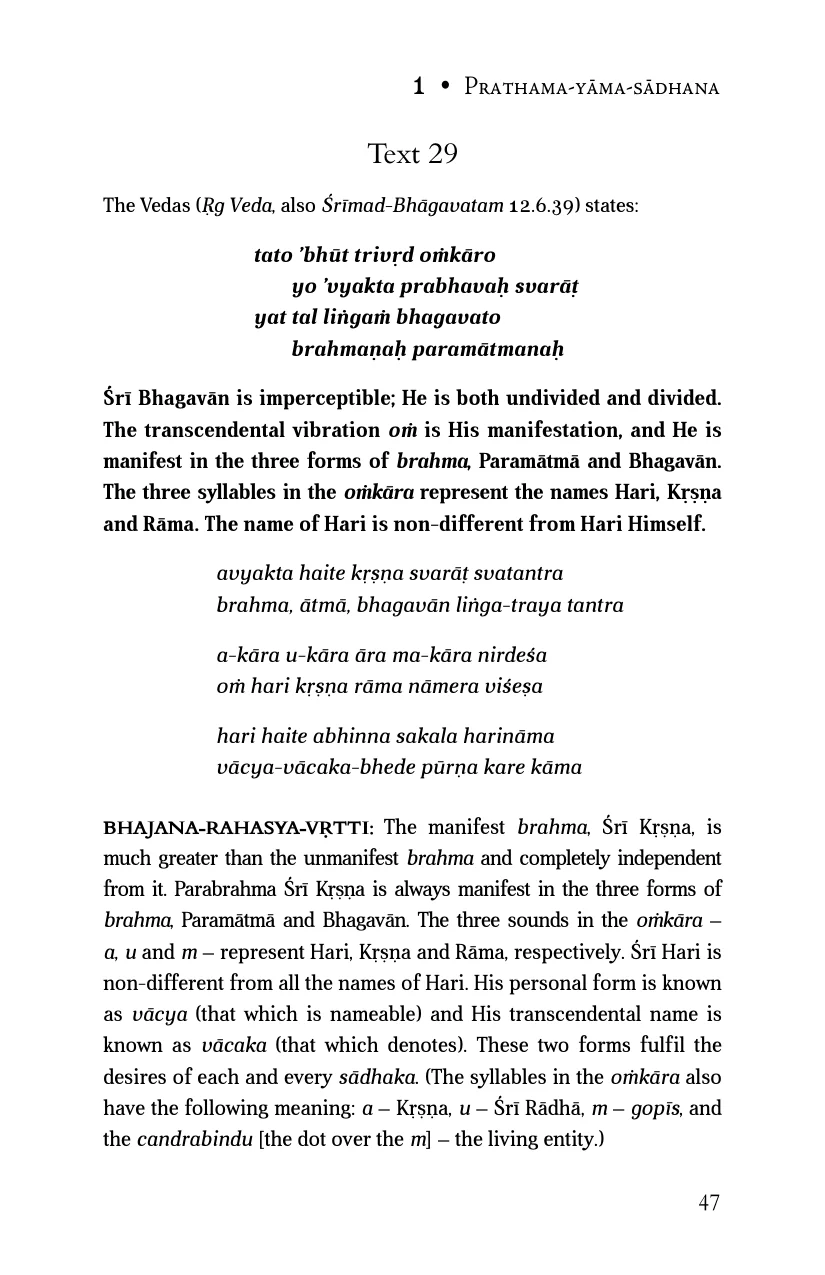 1 • Prathama-yāma-sādhana
Text 29
The Vedas (Ṛg Veda, also Śrīmad-Bhāgavatam 12.6.39) states:
tato ’bhūt trivṛd oṁkāro
yo ’vyakta prabhavaḥ svarāṭ
yat tal liṅgaṁ bhagavato
brahmaṇaḥ paramātmanaḥ
Śrī Bhagavān is imperceptible; He is both undivided and divided.
The transcendental vibration oṁ is His manifestation, and He is
manifest in the three forms of brahma, Paramātmā and Bhagavān.
The three syllables in the oṁkāra represent the names Hari, Kṛṣṇa
and Rāma. The name of Hari is non-different from Hari Himself.
avyakta haite kṛṣṇa svarāṭ svatantra
brahma, ātmā, bhagavān liṅga-traya tantra
a-kāra u-kāra āra ma-kāra nirdeśa
oṁ hari kṛṣṇa rāma nāmera viśeṣa
hari haite abhinna sakala harināma
vācya-vācaka-bhede pūrṇa kare kāma
BHAJANA-RAHASYA-VṚTTI: The manifest brahma, Śrī Kṛṣṇa, is
much greater than the unmanifest brahma and completely independent
from it. Parabrahma Śrī Kṛṣṇa is always manifest in the three forms of
brahma, Paramātmā and Bhagavān. The three sounds in the oṁkāra –
a, u and m – represent Hari, Kṛṣṇa and Rāma, respectively. Śrī Hari is
non-different from all the names of Hari. His personal form is known
as vācya (that which is nameable) and His transcendental name is
known as vācaka (that which denotes). These two forms fulfil the
desires of each and every sādhaka. (The syllables in the oṁkāra also
have the following meaning: a – Kṛṣṇa, u – Śrī Rādhā, m – gopīs, and
the candrabindu [the dot over the m] – the living entity.)
47